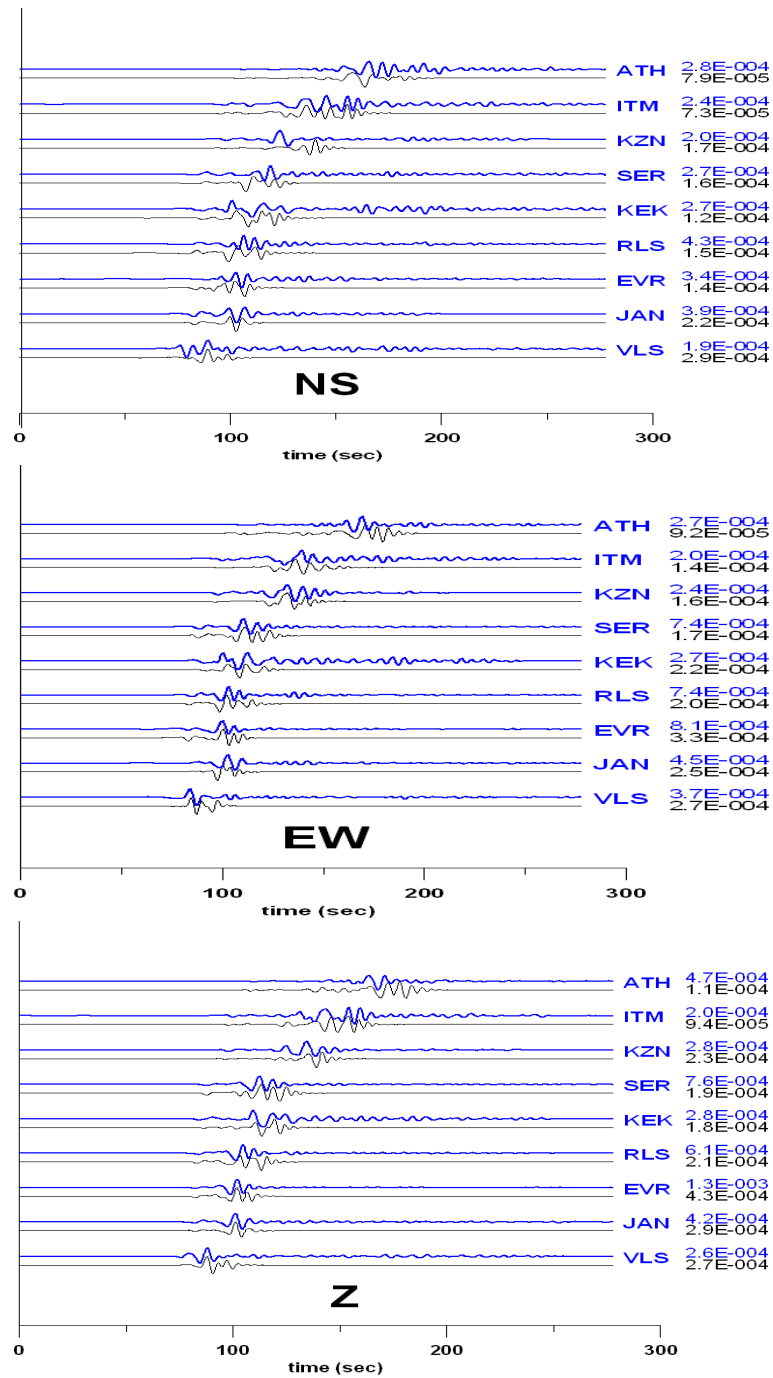 ATH 2.8E-004
7.9E-005
ITM 2.4E-004
7.3E-005
KZN 2.0E-004
1.7E-004
SER 2.7E-004
1.6E-004
KEK 2.7E-004
1.2E-004
RLS 4.3E-004
1.5E-004
EVR 3.4E-004
1.4E-004
JAN 3.9E-004
2.2E-004
VLS 1.9E-004
2.9E-004
NS
0 100 200 300
time (sec)
ATH 2.7E-004
9.2E-005
ITM 2.0E-004
1.4E-004
KZN 2.4E-004
1.6E-004
SER 7.4E-004
1.7E-004
KEK 2.7E-004
2.2E-004
RLS 7.4E-004
2.0E-004
EVR 8.1E-004
3.3E-004
JAN 4.5E-004
2.5E-004
VLS 3.7E-004
2.7E-004
EW
0 100 200 300
time (sec)
ATH 4.7E-004
1.1E-004
ITM 2.0E-004
9.4E-005
KZN 2.8E-004
2.3E-004
SER 7.6E-004
1.9E-004
KEK 2.8E-004
1.8E-004
RLS 6.1E-004
2.1E-004
EVR 1.3E-003
4.3E-004
JAN 4.2E-004
2.9E-004
VLS 2.6E-004
2.7E-004
Z
0 100 200 300
time (sec)